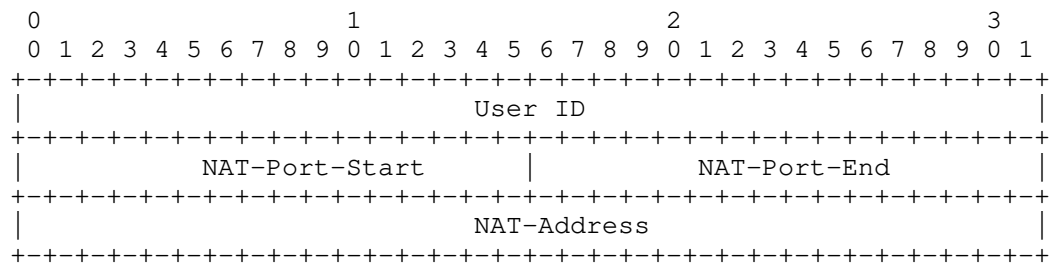 0                   1                   2                   3
 0 1 2 3 4 5 6 7 8 9 0 1 2 3 4 5 6 7 8 9 0 1 2 3 4 5 6 7 8 9 0 1
+-+-+-+-+-+-+-+-+-+-+-+-+-+-+-+-+-+-+-+-+-+-+-+-+-+-+-+-+-+-+-+-+
|                            User ID                            |
+-+-+-+-+-+-+-+-+-+-+-+-+-+-+-+-+-+-+-+-+-+-+-+-+-+-+-+-+-+-+-+-+
|           NAT-Port-Start      |          NAT-Port-End         |
+-+-+-+-+-+-+-+-+-+-+-+-+-+-+-+-+-+-+-+-+-+-+-+-+-+-+-+-+-+-+-+-+
|                            NAT-Address                        |
+-+-+-+-+-+-+-+-+-+-+-+-+-+-+-+-+-+-+-+-+-+-+-+-+-+-+-+-+-+-+-+-+